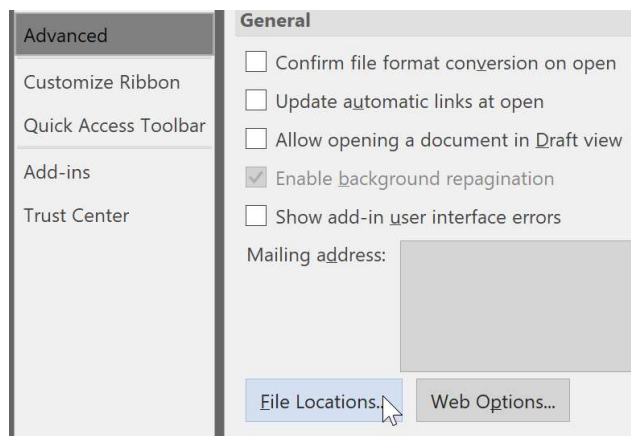 Advanced
Customize Ribbon
Quick Access Toolbar
Add-ins
Trust Center
General
Confirm file format conversion on open
Update automatic links at open
Allow opening a document in Draft view
Enable background repagination
Show add-in user interface errors
Mailing address:
File Locations...
Web Options...